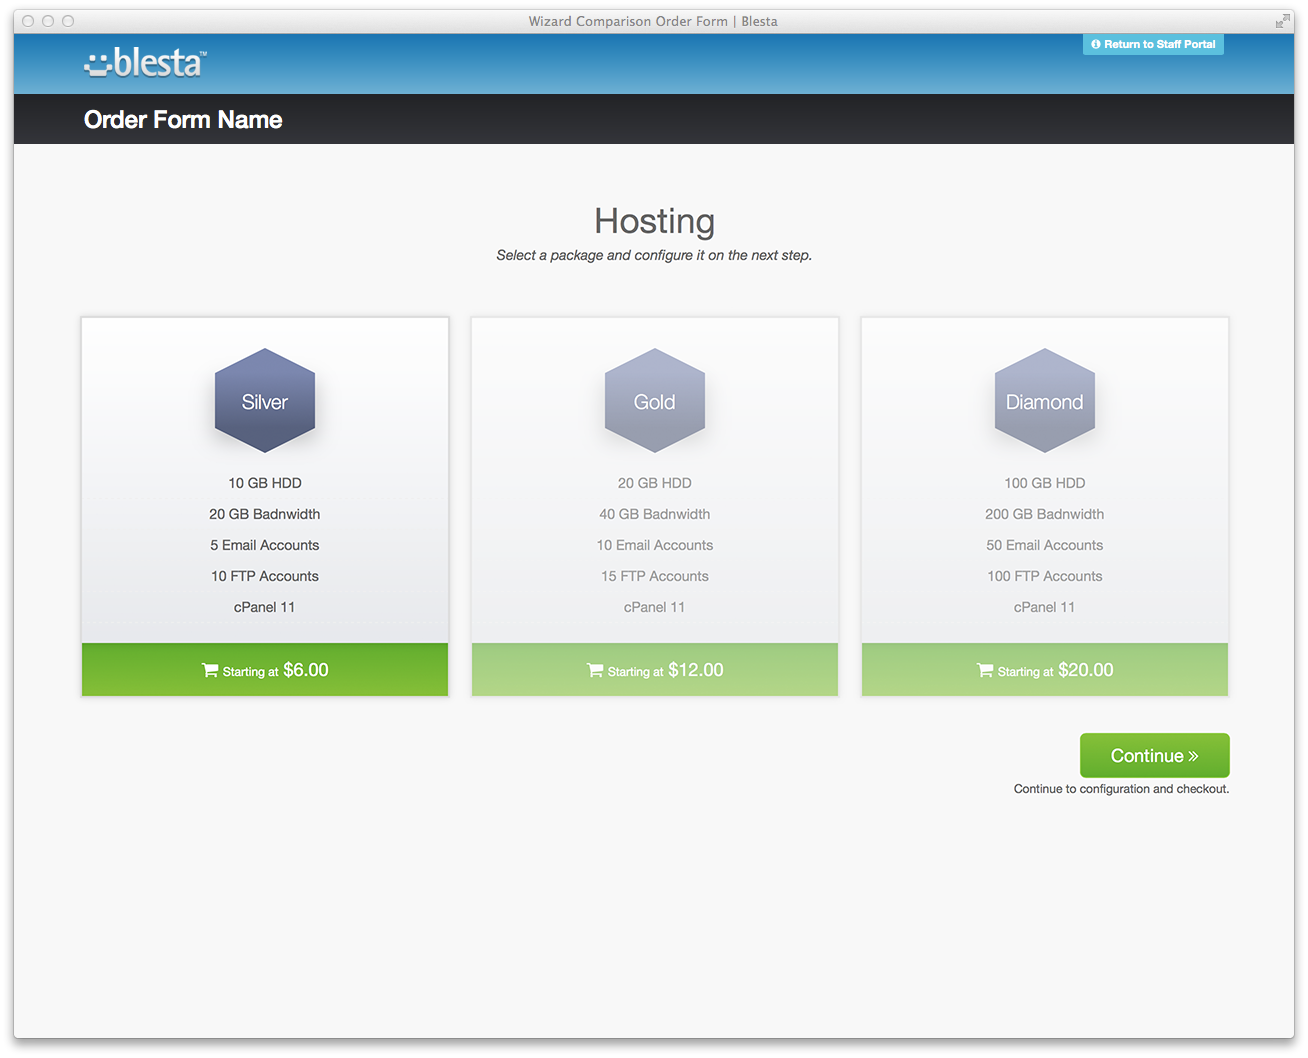 Wizard Comparison Order Form | Blesta
Return to Staff Portal
blesta™
Order Form Name
Hosting
Select a package and configure it on the next step.
Silver
10 GB HDD
20 GB Badnwidth
5 Email Accounts
10 FTP Accounts
cPanel 11
Starting at $6.00
Gold
20 GB HDD
40 GB Badnwidth
10 Email Accounts
15 FTP Accounts
cPanel 11
Starting at $12.00
Diamond
100 GB HDD
200 GB Badnwidth
50 Email Accounts
100 FTP Accounts
cPanel 11
Starting at $20.00
Continue »
Continue to configuration and checkout.